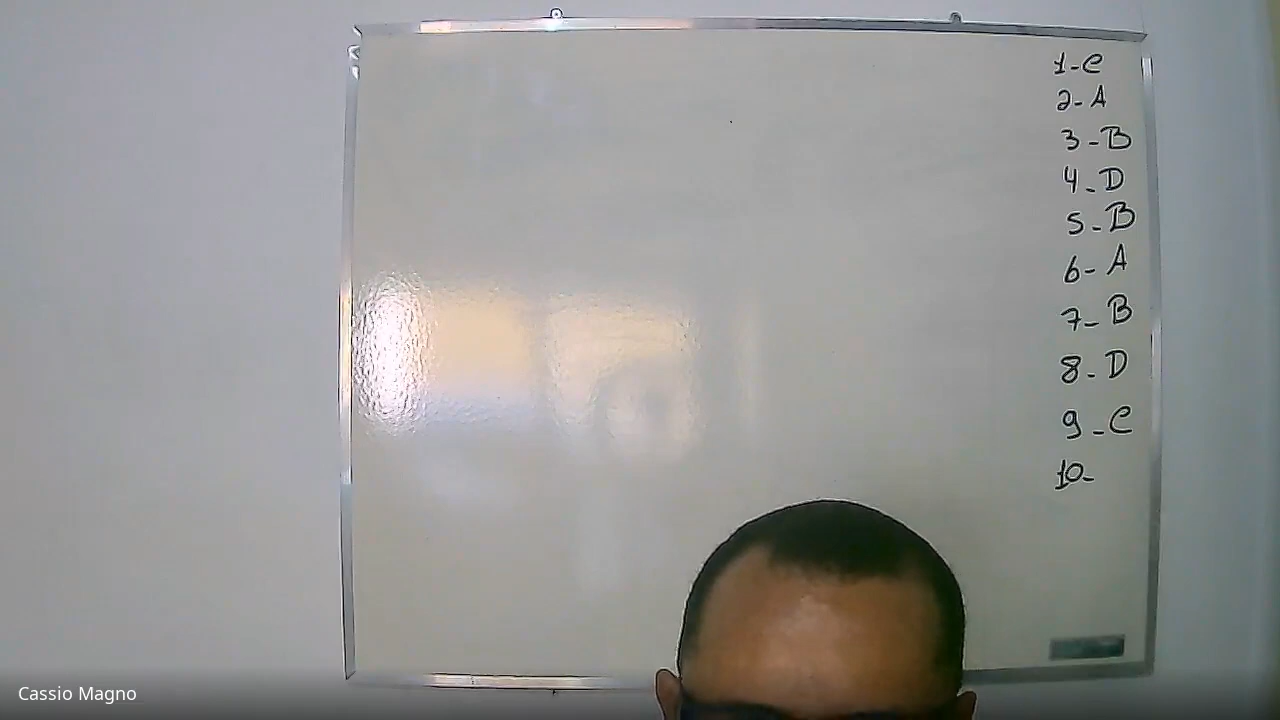 1-C
2-A
3-B
4-D
5-B
6-A
7-B
8-D
9-C
10-
Cassio Magno